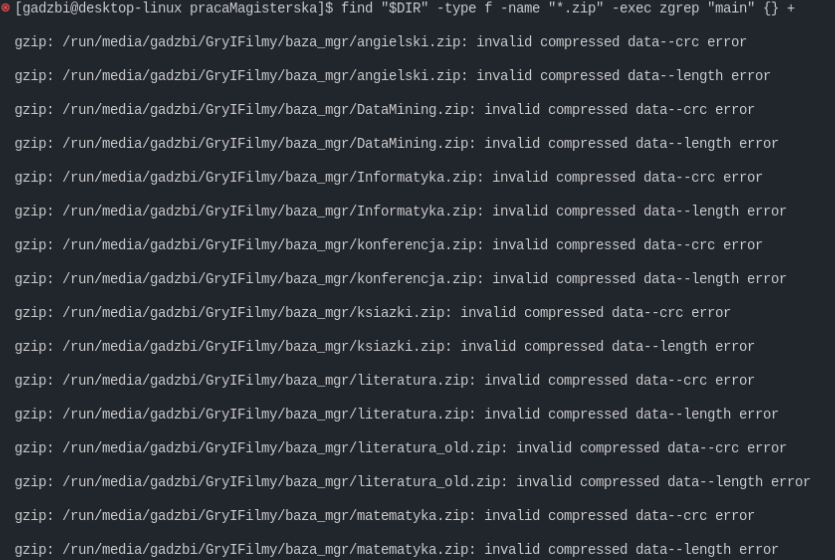 [gadzbi@desktop-linux pracaMagisterska]$ find "$DIR" -type f -name "*.zip" -exec zgrep "main" {} +
gzip: /run/media/gadzbi/GryIFilmy/baza_mgr/angielski.zip: invalid compressed data--crc error
gzip: /run/media/gadzbi/GryIFilmy/baza_mgr/angielski.zip: invalid compressed data--length error
gzip: /run/media/gadzbi/GryIFilmy/baza_mgr/DataMining.zip: invalid compressed data--crc error
gzip: /run/media/gadzbi/GryIFilmy/baza_mgr/DataMining.zip: invalid compressed data--length error
gzip: /run/media/gadzbi/GryIFilmy/baza_mgr/Informatyka.zip: invalid compressed data--crc error
gzip: /run/media/gadzbi/GryIFilmy/baza_mgr/Informatyka.zip: invalid compressed data--length error
gzip: /run/media/gadzbi/GryIFilmy/baza_mgr/konferencja.zip: invalid compressed data--crc error
gzip: /run/media/gadzbi/GryIFilmy/baza_mgr/konferencja.zip: invalid compressed data--length error
gzip: /run/media/gadzbi/GryIFilmy/baza_mgr/ksiazki.zip: invalid compressed data--crc error
gzip: /run/media/gadzbi/GryIFilmy/baza_mgr/ksiazki.zip: invalid compressed data--length error
gzip: /run/media/gadzbi/GryIFilmy/baza_mgr/literatura.zip: invalid compressed data--crc error
gzip: /run/media/gadzbi/GryIFilmy/baza_mgr/literatura.zip: invalid compressed data--length error
gzip: /run/media/gadzbi/GryIFilmy/baza_mgr/literatura_old.zip: invalid compressed data--crc error
gzip: /run/media/gadzbi/GryIFilmy/baza_mgr/literatura_old.zip: invalid compressed data--length error
gzip: /run/media/gadzbi/GryIFilmy/baza_mgr/matematyka.zip: invalid compressed data--crc error
gzip: /run/media/gadzbi/GryIFilmy/baza_mgr/matematyka.zip: invalid compressed data--length error